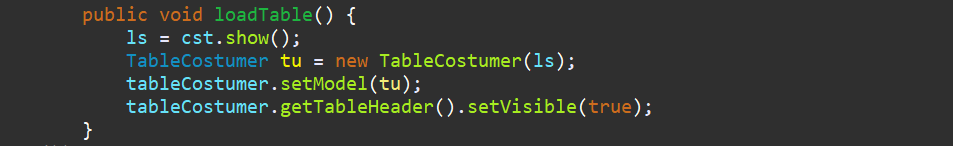 public void loadTable() {
ls = cst.show();
TableCostumer tu = new TableCostumer(ls);
tableCostumer.setModel(tu);
tableCostumer.getTableHeader().setVisible(true);
}